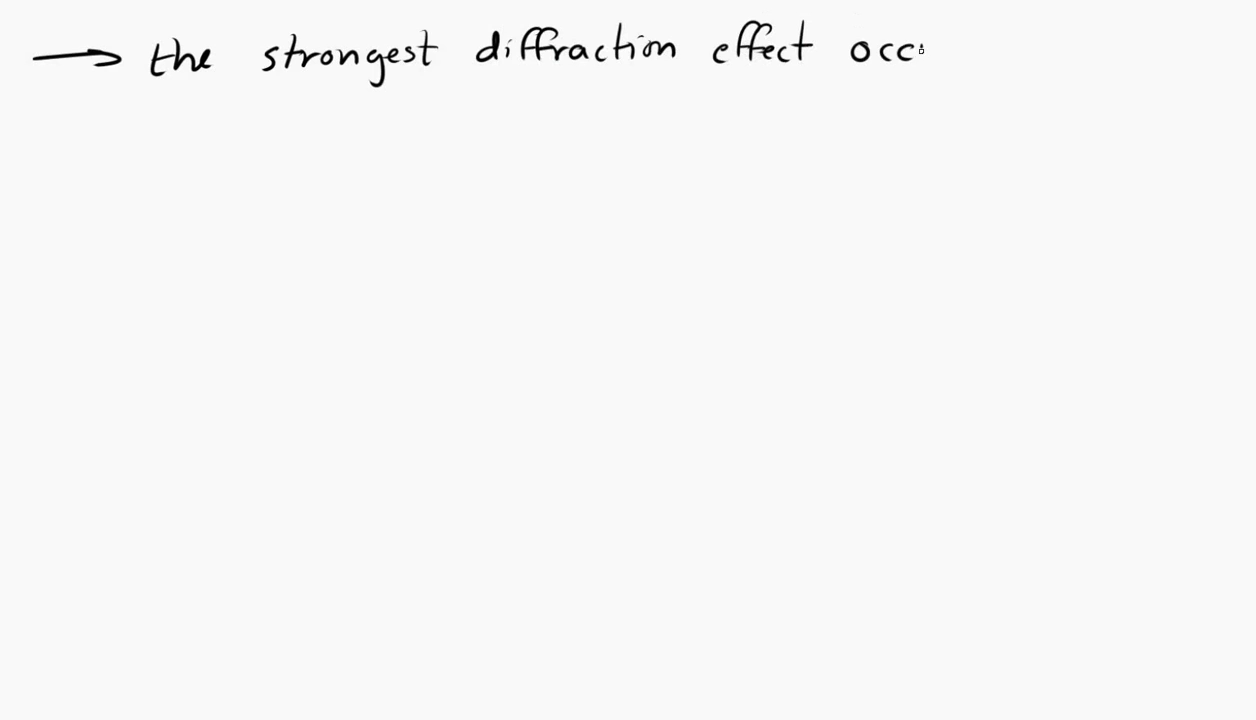 → the strongest diffraction effect occ